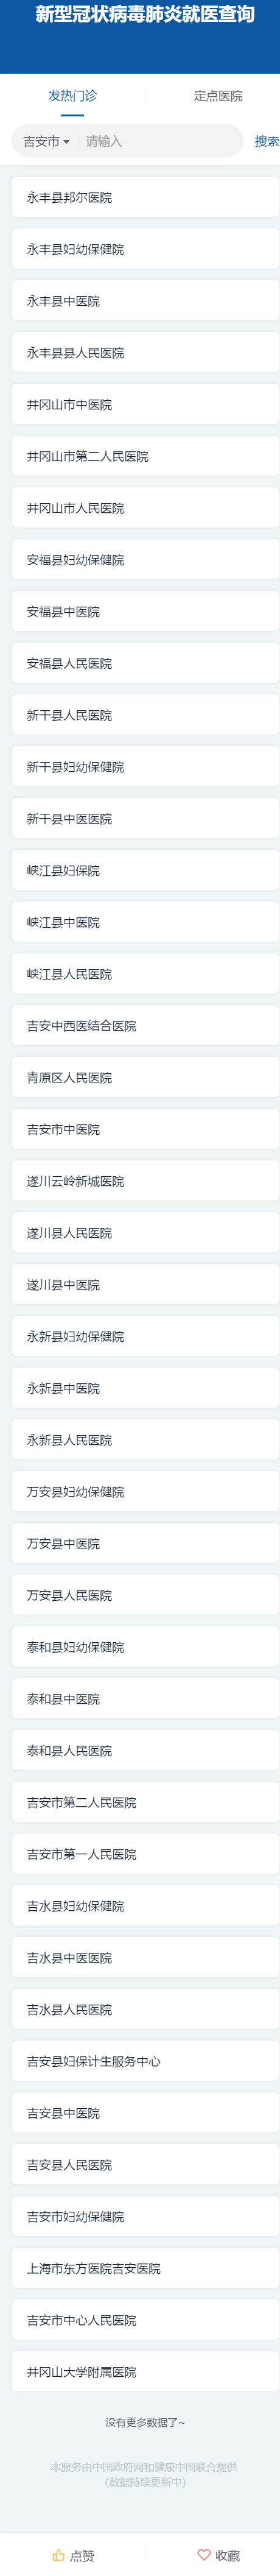 新型冠状病毒肺炎就医查询
发热门诊
定点医院
吉安市
请输入
搜索
永丰县邦尔医院
永丰县妇幼保健院
永丰县中医院
永丰县县人民医院
井冈山市中医院
井冈山市第二人民医院
井冈山市人民医院
安福县妇幼保健院
安福县中医院
安福县人民医院
新干县人民医院
新干县妇幼保健院
新干县中医医院
峡江县妇保院
峡江县中医院
峡江县人民医院
吉安中西医结合医院
青原区人民医院
吉安市中医院
遂川云岭新城医院
遂川县人民医院
遂川县中医院
永新县妇幼保健院
永新县中医院
永新县人民医院
万安县妇幼保健院
万安县中医院
万安县人民医院
泰和县妇幼保健院
泰和县中医院
泰和县人民医院
吉安市第二人民医院
吉安市第一人民医院
吉水县妇幼保健院
吉水县中医医院
吉水县人民医院
吉安县妇保计生服务中心
吉安县中医院
吉安县人民医院
吉安市妇幼保健院
上海市东方医院吉安医院
吉安市中心人民医院
井冈山大学附属医院
没有更多数据了~
本服务由中国政府网和健康中国联合提供
(数据持续更新中)
点赞
收藏